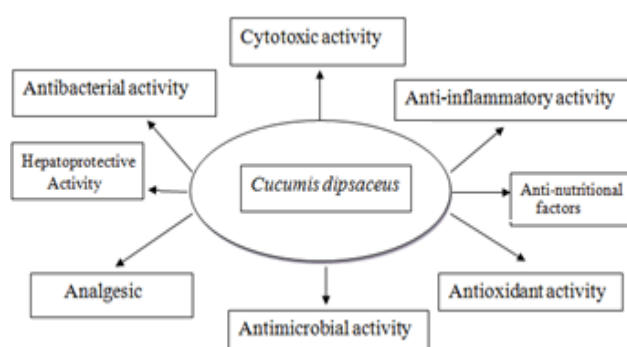 Cytotoxic activity
Antibacterial activity
Anti-inflammatory activity
Hepatoprotective
Activity
Cucumis dipsaceus
Anti-nutritional
factors
Analgesic
Antioxidant activity
Antimicrobial activity